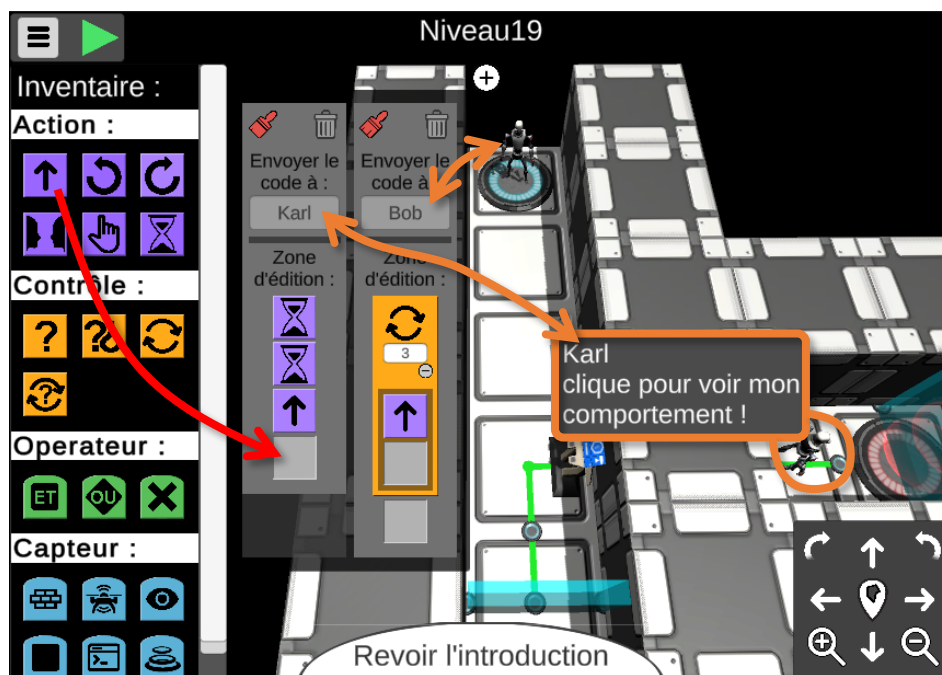 Niveau19
Inventaire :
Action :
Contrôle :
Operateur :
ET
OU
Capteur :
Envoyer le
code à :
Karl
Zone
d'édition :
Envoyer le
code à
Bob
Zone
d'édition :
3
Karl
clique pour voir mon
comportement !
Revoir l'introduction